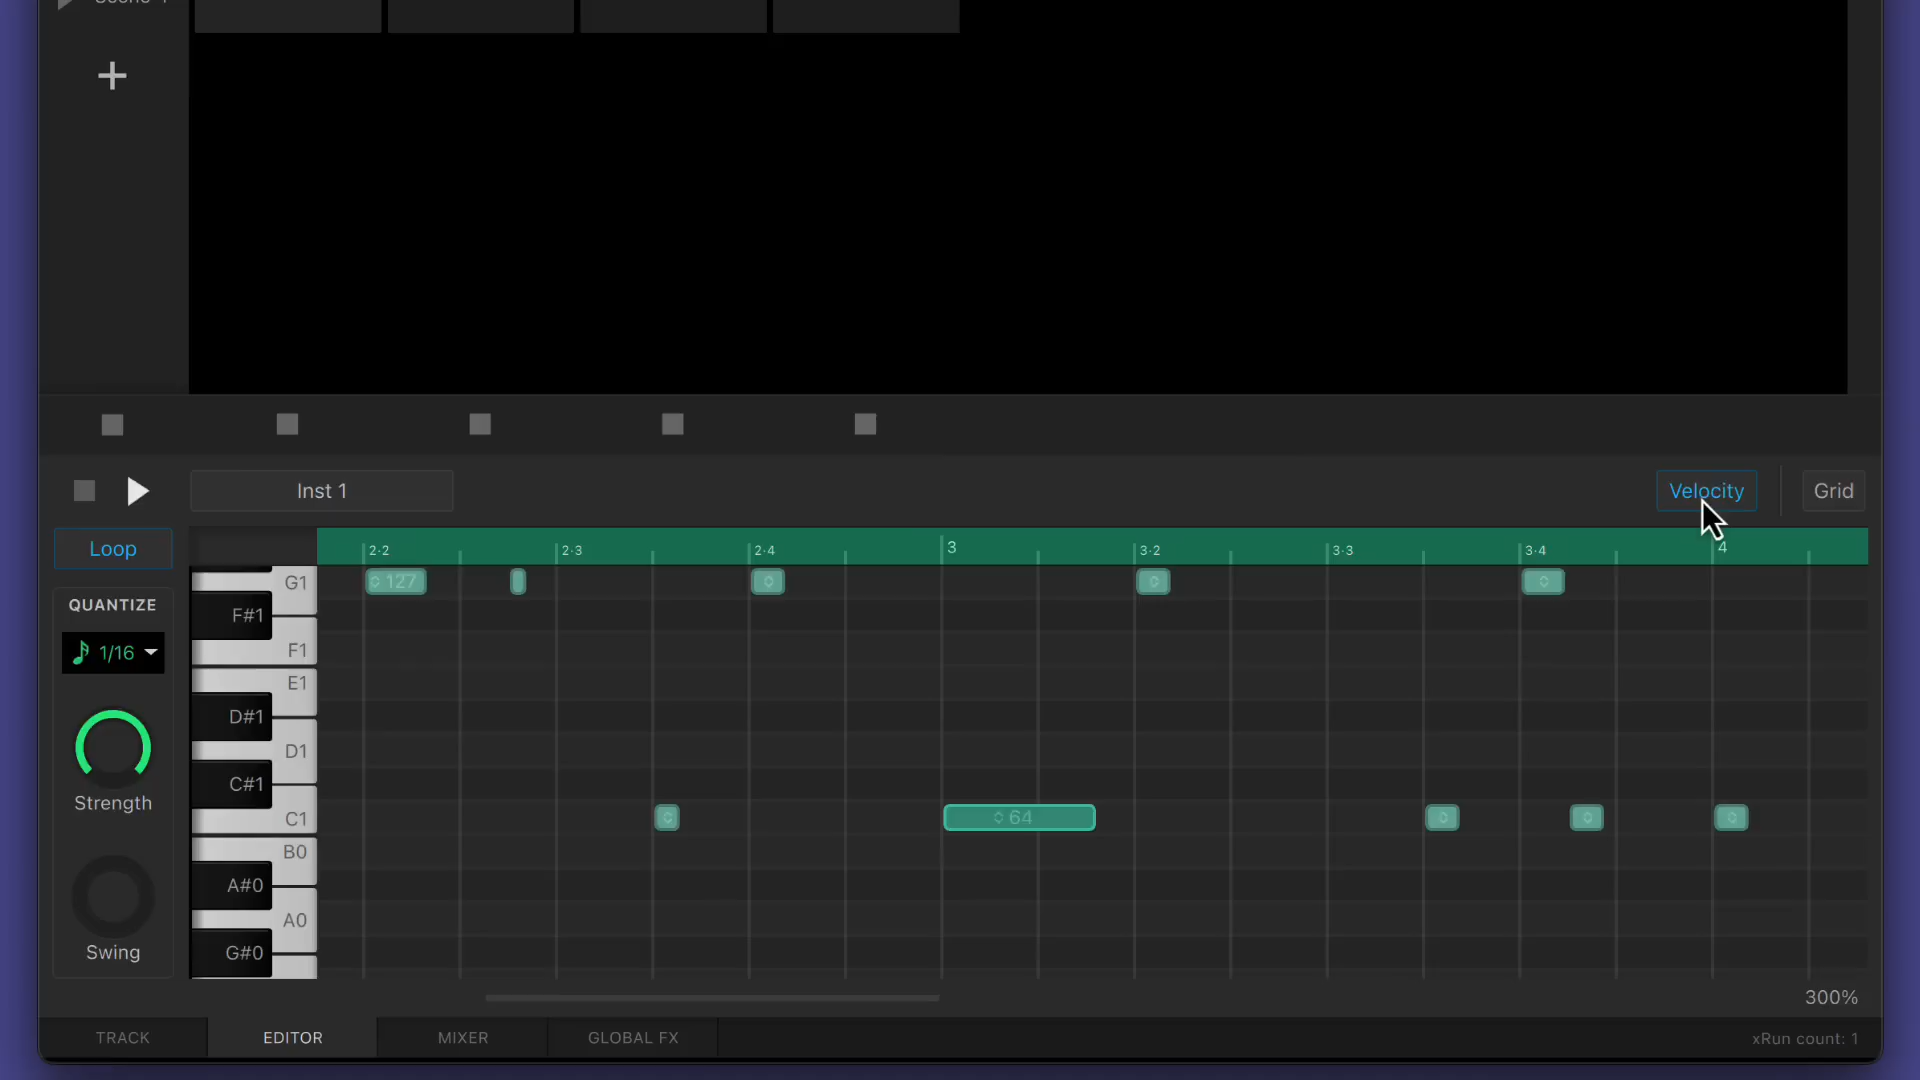 Inst 1
Velocity
Grid
Loop
2·2
2·3
2·4
3
3·2
3·3
3·4
4
QUANTIZE
1/16
Strength
Swing
G1
F#1
F1
E1
D#1
D1
C#1
C1
B0
A#0
A0
G#0
127
64
300%
TRACK
EDITOR
MIXER
GLOBAL FX
xRun count: 1